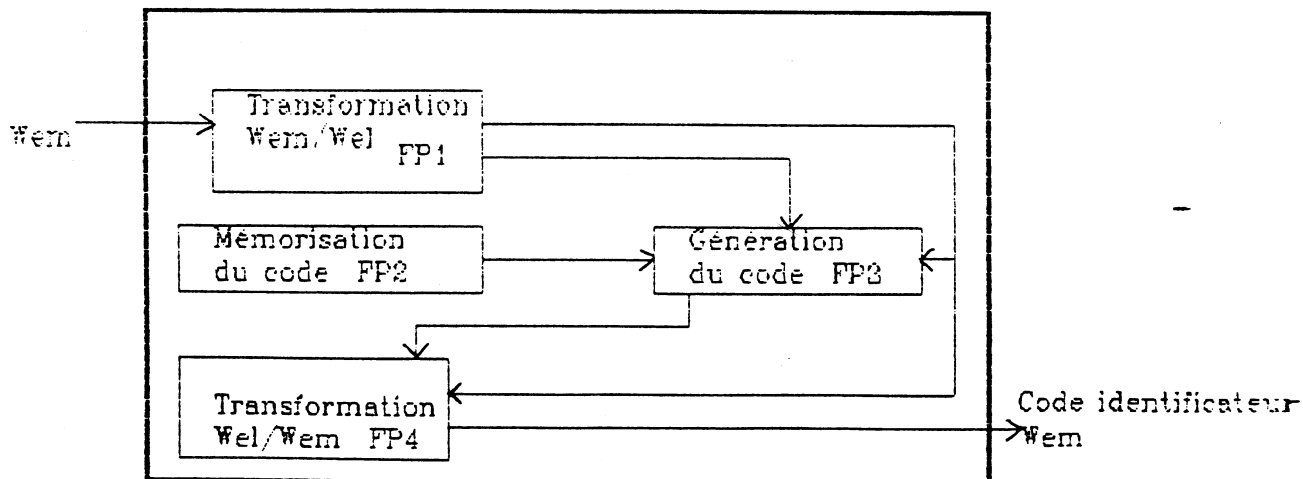 Wem
Transformation
Wem/Wel
FP1
Mémorisation
du code FP2
Génération
du code FP3
Transformation
Wel/Wem FP4
Code identificateur
Wem